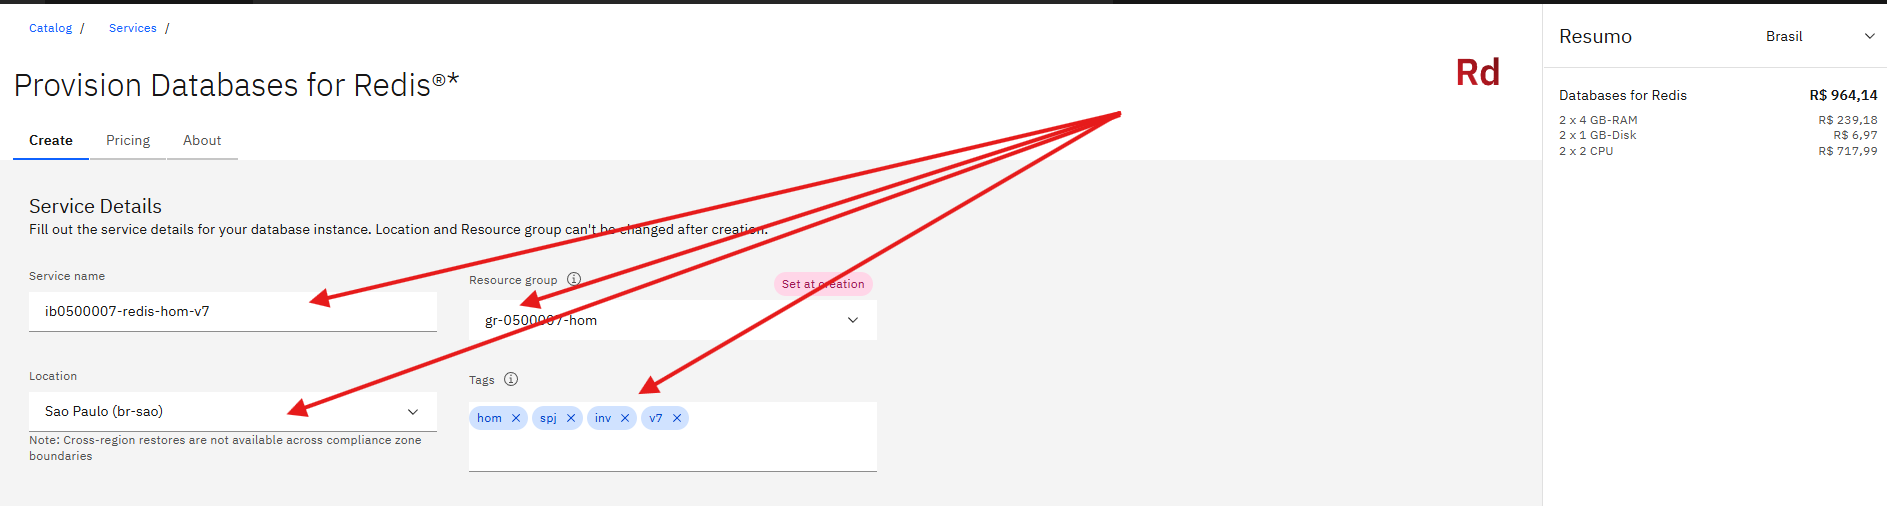 Catalog / Services /
Provision Databases for Redis®*
Rd
Create Pricing About
Service Details
Fill out the service details for your database instance. Location and Resource group can't be changed after creation.
Service name
ib0500007-redis-hom-v7
Resource group
Set at creation
gr-0500007-hom
Location
Sao Paulo (br-sao)
Note: Cross-region restores are not available across compliance zone
boundaries
Tags
hom × spj × inv × v7 ×
Resumo Brasil
Databases for Redis R$ 964,14
2 x 4 GB-RAM R$ 239,18
2 x 1 GB-Disk R$ 6,97
2 x 2 CPU R$ 717,99